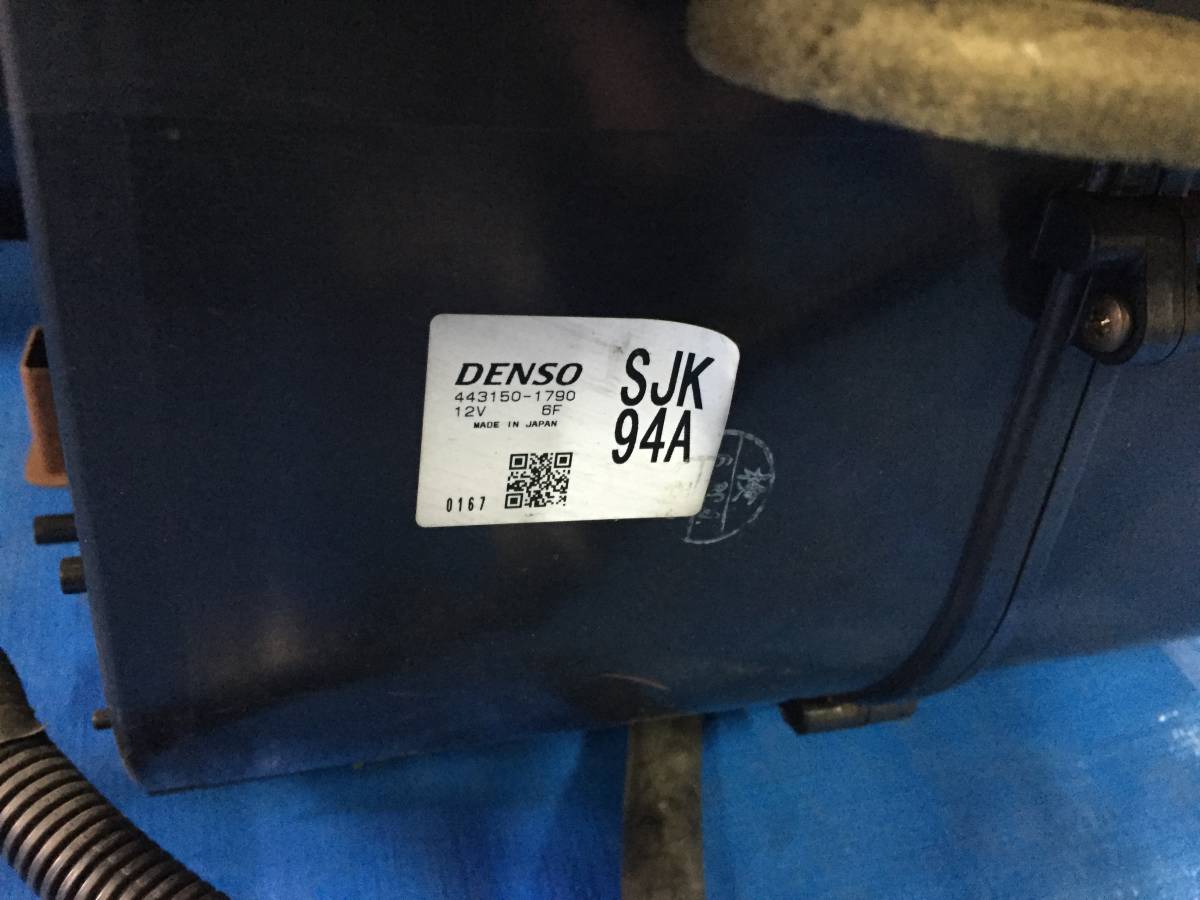 DENSO
443150-1790
12V 6F
MADE IN JAPAN
0167
SJK
94A